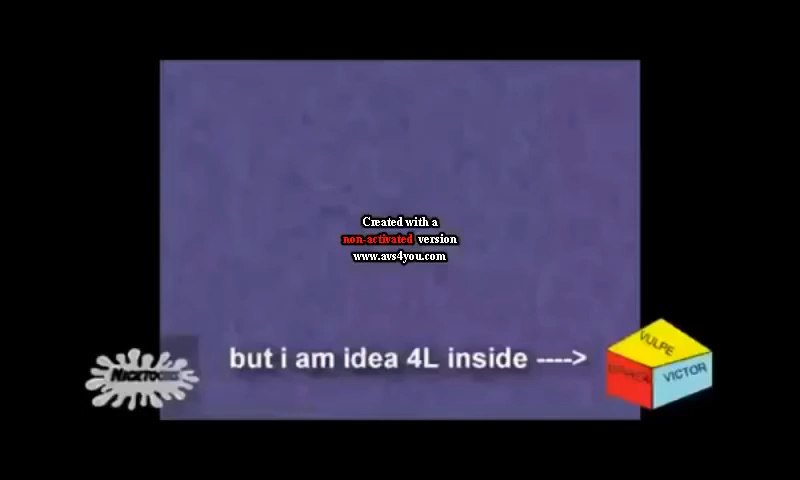 Created with a
non-activated version
www.avs4you.com
but i am idea 4L inside ---->
NICKTOONS
VULPE
VICTOR